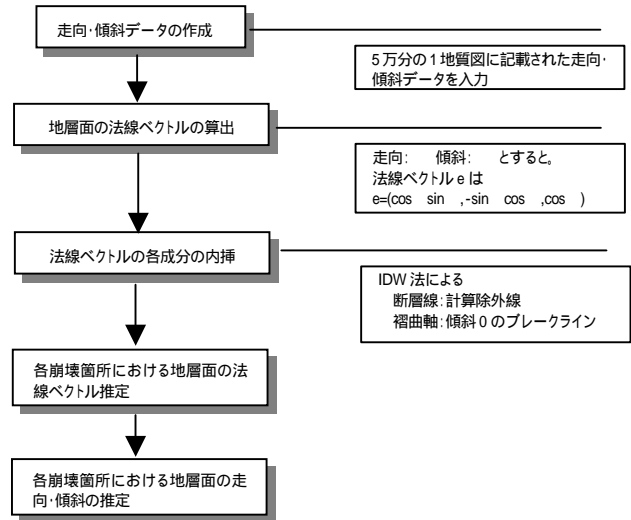 走向･傾斜データの作成
5万分の1地質図に記載された走向･
傾斜データを入力
地層面の法線ベクトルの算出
走向: 傾斜: とすると。
法線ベクトル e は
e=(cos sin ,-sin cos ,cos )
法線ベクトルの各成分の内挿
IDW 法による
断層線:計算除外線
褶曲軸:傾斜0のブレークライン
各崩壊箇所における地層面の法
線ベクトル推定
各崩壊箇所における地層面の走
向･傾斜の推定